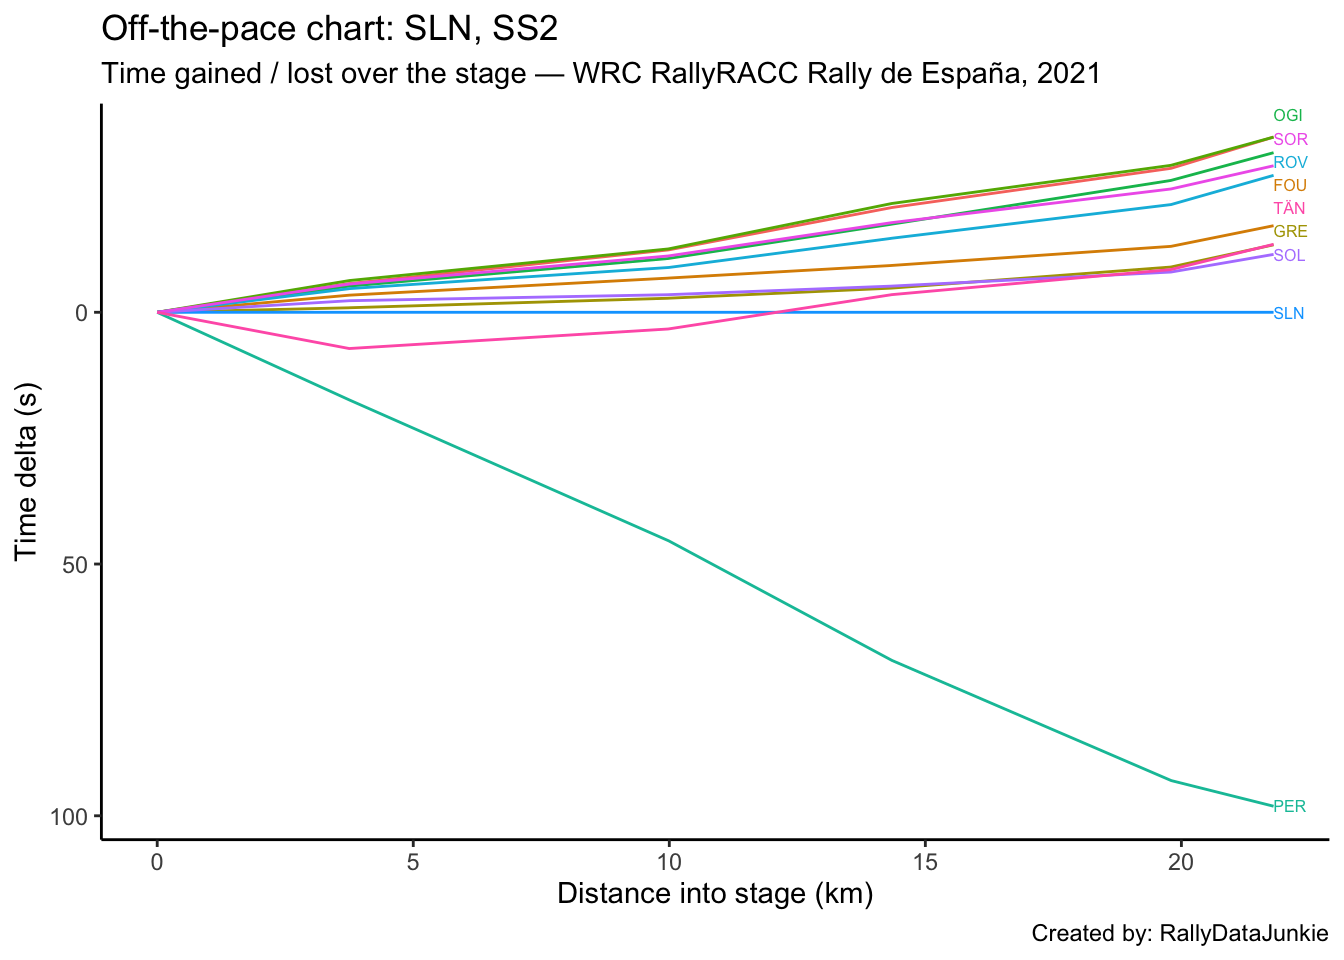 Off-the-pace chart: SLN, SS2
Time gained / lost over the stage — WRC RallyRACC Rally de España, 2021
OGI
SOR
ROV
FOU
TÄN
GRE
SOL
SLN
PER
0
50
100
Time delta (s)
0 5 10 15 20
Distance into stage (km)
Created by: RallyDataJunkie